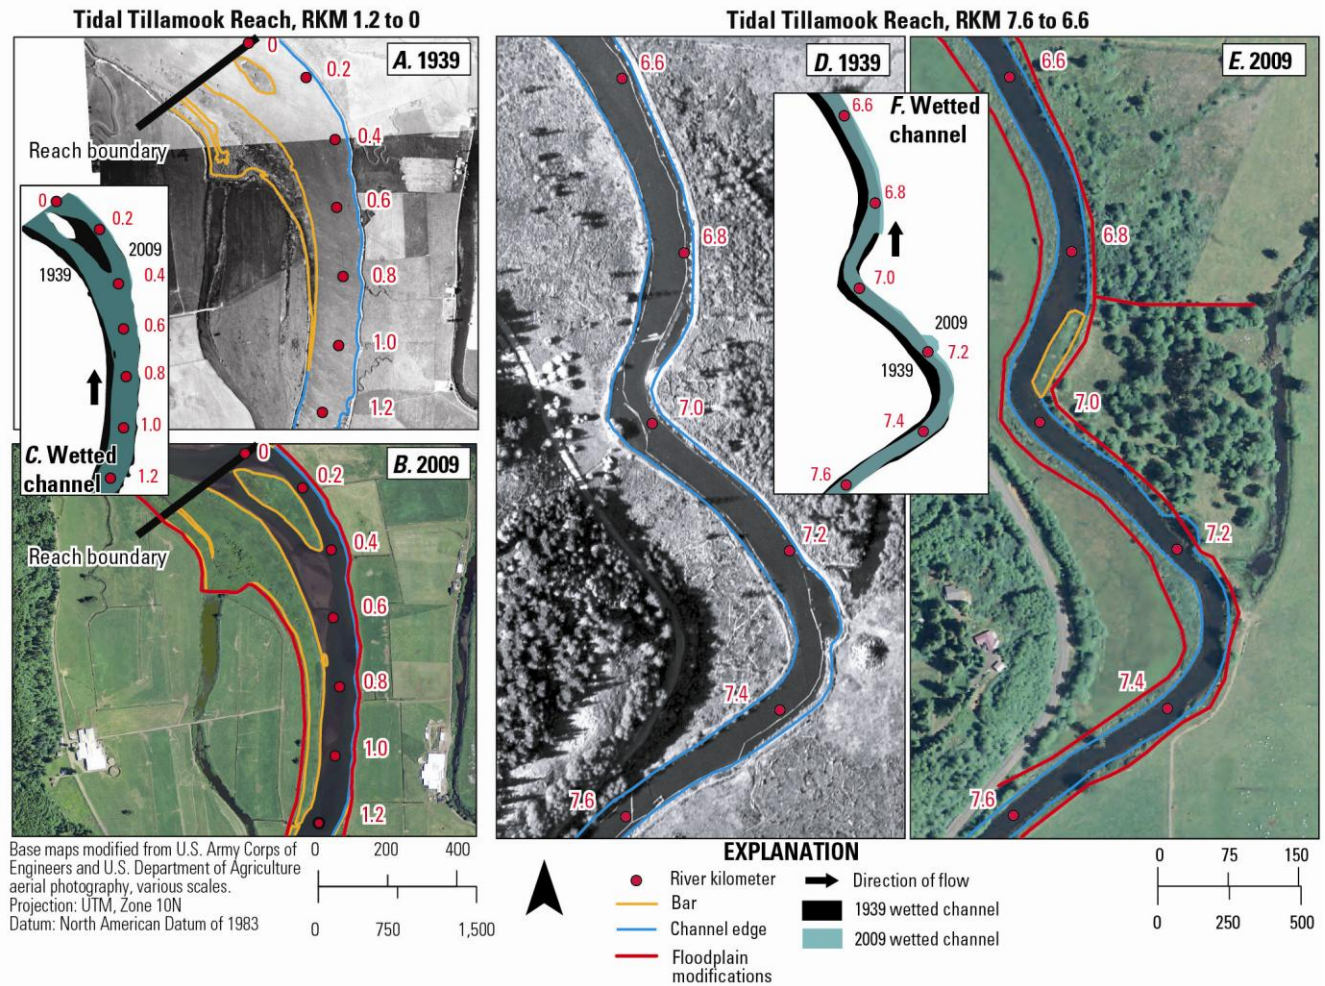 Tidal Tillamook Reach, RKM 1.2 to 0
Tidal Tillamook Reach, RKM 7.6 to 6.6
A. 1939
0
0.2
0.4
0.6
0.8
1.0
1.2
Reach boundary
C. Wetted
channel
0
0.2
2009
0.4
1939
0.6
0.8
1.0
1.2
B. 2009
0
0.2
0.4
0.6
0.8
1.0
1.2
Reach boundary
D. 1939
6.6
6.8
7.0
7.2
7.4
7.6
F. Wetted
channel
6.6
6.8
7.0
2009
7.2
1939
7.4
7.6
E. 2009
6.6
6.8
7.0
7.2
7.4
7.6
Base maps modified from U.S. Army Corps of
Engineers and U.S. Department of Agriculture
aerial photography, various scales.
Projection: UTM, Zone 10N
Datum: North American Datum of 1983
0 200 400
0 750 1,500
EXPLANATION
River kilometer
Bar
Channel edge
Floodplain
modifications
Direction of flow
1939 wetted channel
2009 wetted channel
0 75 150
0 250 500